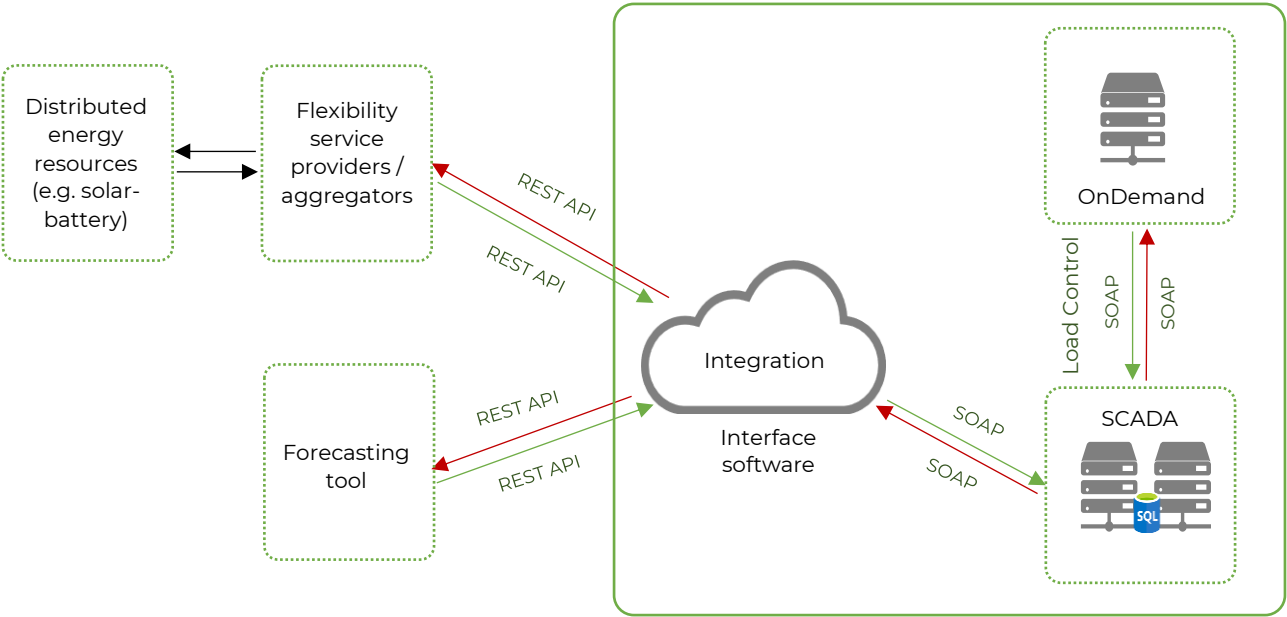 Distributed
energy
resources
(e.g. solar-
battery)
Flexibility
service
providers /
aggregators
REST API
REST API
OnDemand
Load Control
SOAP
SOAP
Integration
Interface
software
REST API
REST API
Forecasting
tool
SOAP
SOAP
SCADA
SQL